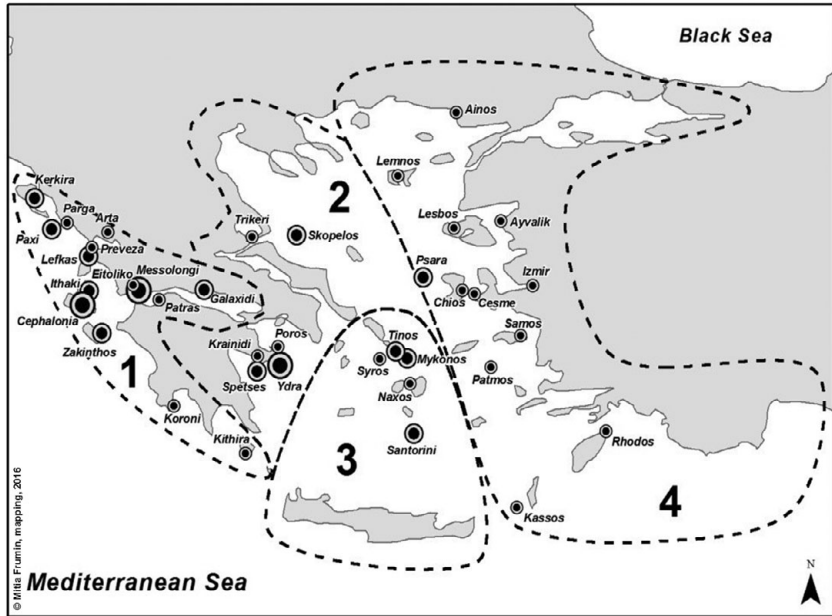 Black Sea
Ainos
Lemnos
Kerkira
2
Parga
Arta
Trikeri
Skopelos
Lesbos
Ayvalik
Paxi
Preveza
Lefkas
Eitoliko
Messolongi
Psara
Ithaki
Galaxidi
Chios
Cesme
Izmir
Cephalonia
Patras
Zakinthos
Krainidi
Poros
Tinos
Samos
Spetses
Ydra
Syros
Mykonos
Patmos
1
Naxos
Koroni
Santorini
Rhodos
Kithira
3
4
Kassos
Mediterranean Sea
N
© Mitia Frumin, mapping, 2016